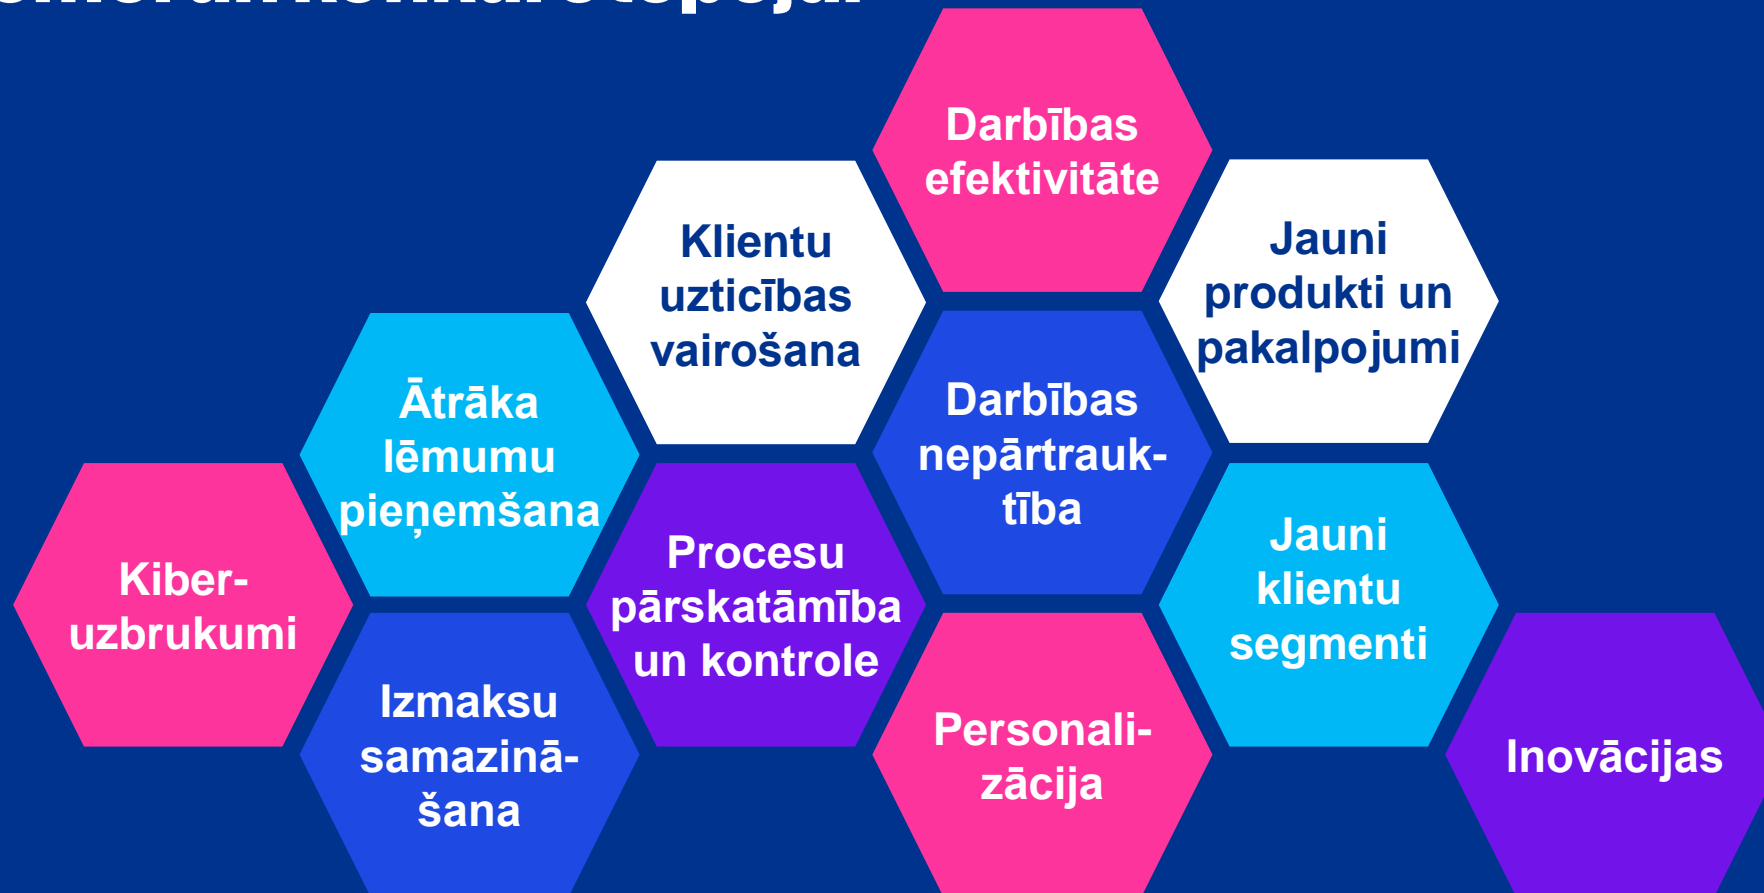 Darbības
efektivitāte
Klientu
uzticības
vairošana
Jauni
produkti un
pakalpojumi
Ātrāka
lēmumu
pieņemšana
Darbības
nepārtrauk-
tība
Kiber-
uzbrukumi
Procesu
pārskatāmība
un kontrole
Jauni
klientu
segmenti
Izmaksu
samazinā-
šana
Personali-
zācija
Inovācijas